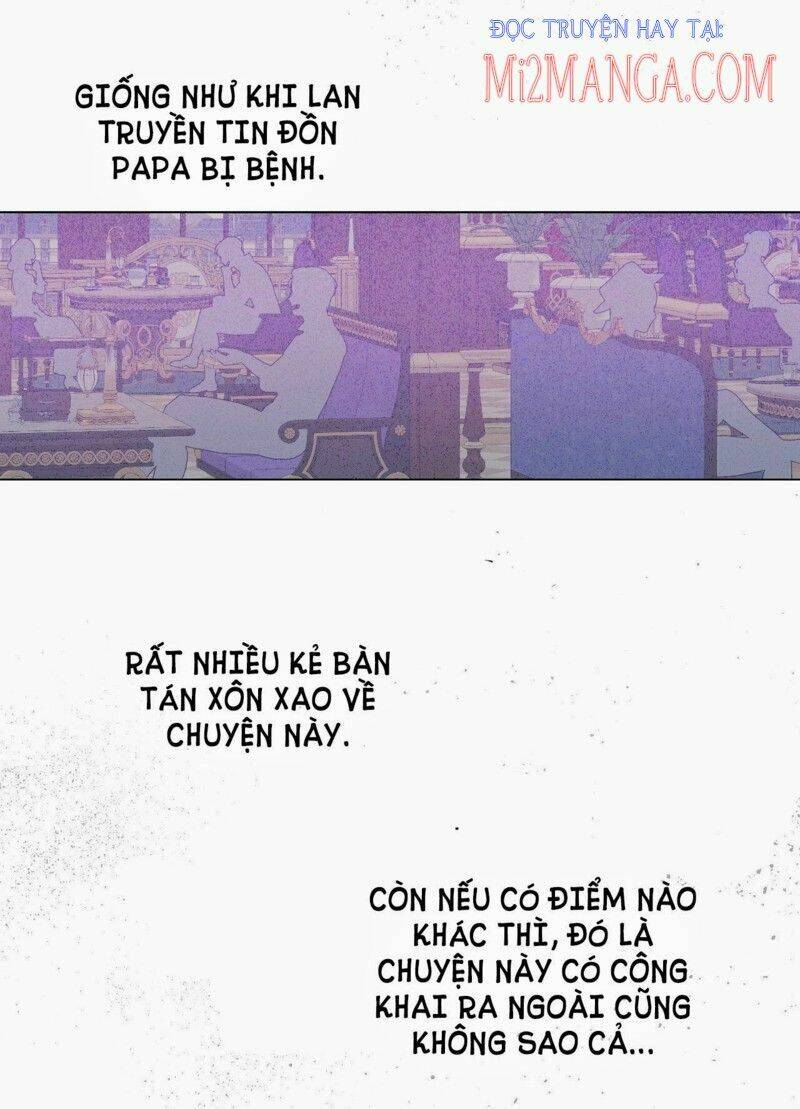 ĐỌC TRUYỆN HAY TẠI:
MI2MANGA.COM
GIỐNG NHƯ KHI LAN
TRUYỀN TIN ĐỒN
PAPA BỊ BỆNH.
RẤT NHIỀU KẺ BÀN
TÁN XÔN XAO VỀ
CHUYỆN NÀY.
CÒN NẾU CÓ ĐIỂM NÀO
KHÁC THÌ, ĐÓ LÀ
CHUYỆN NÀY CÓ CÔNG
KHAI RA NGOÀI CŨNG
KHÔNG SAO CẢ...